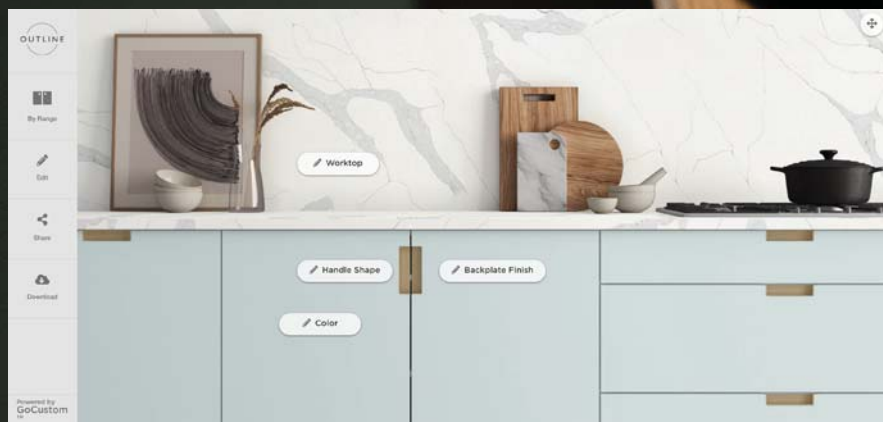 OUTLINE
By Range
Edit
Share
Download
Powered by
GoCustom
Worktop
Handle Shape
Backplate Finish
Color